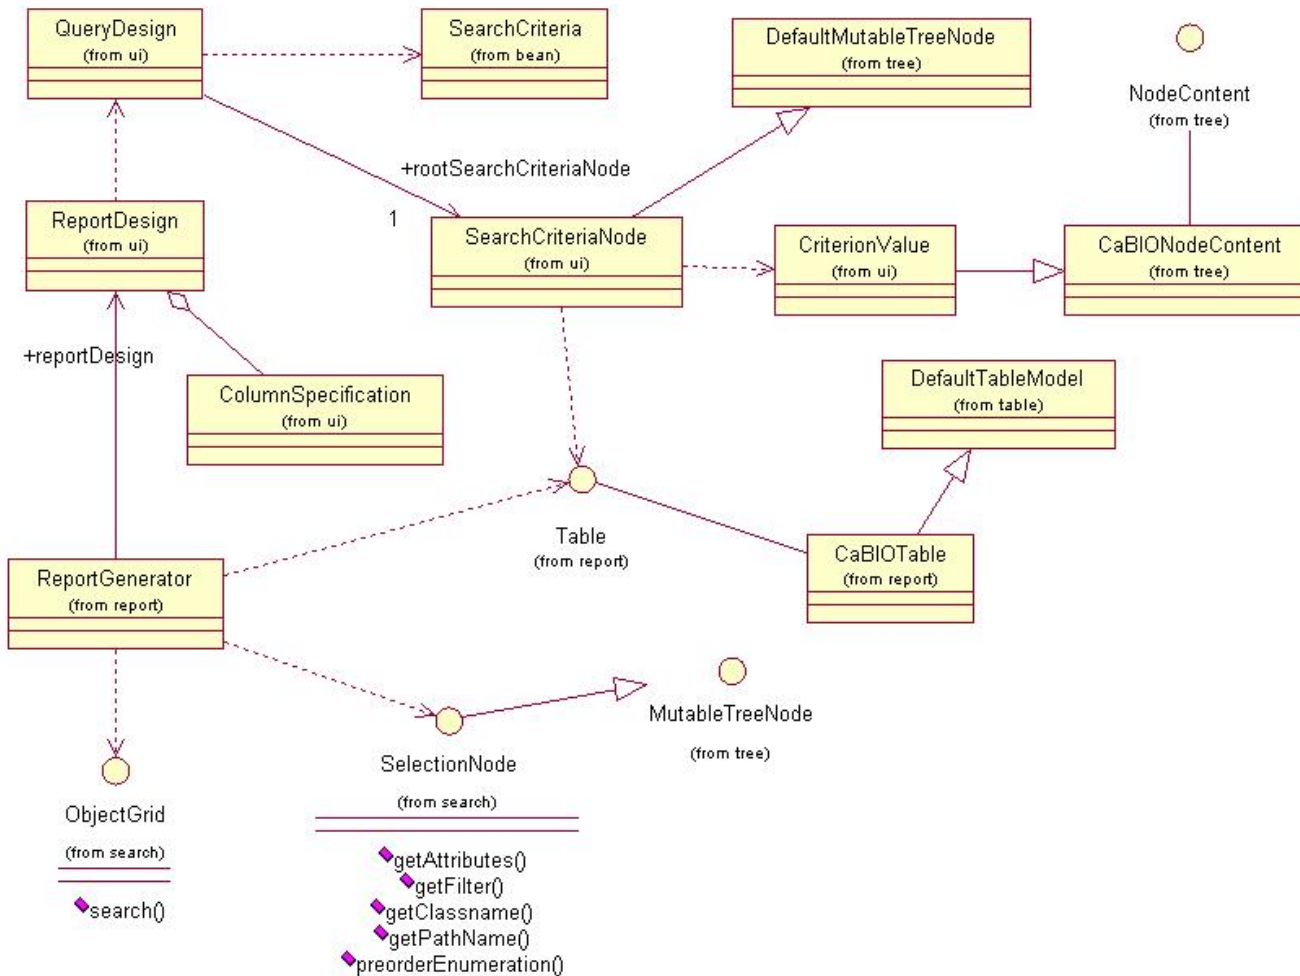 QueryDesign
(from ui)
SearchCriteria
(from bean)
DefaultMutableTreeNode
(from tree)
NodeContent
(from tree)
+rootSearchCriteriaNode
1
ReportDesign
(from ui)
SearchCriteriaNode
(from ui)
CriterionValue
(from ui)
CaBIONodeContent
(from tree)
+reportDesign
ColumnSpecification
(from ui)
DefaultTableModel
(from table)
Table
(from report)
CaBIOTable
(from report)
ReportGenerator
(from report)
MutableTreeNode
(from tree)
SelectionNode
(from search)
getAttributes()
getFilter()
getClassname()
getPathName()
preorderEnumeration()
ObjectGrid
(from search)
search()